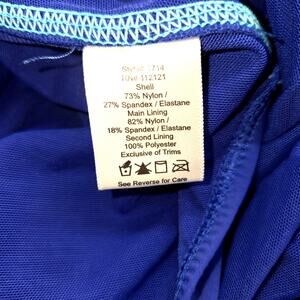 Style: 1714
112121
Shell
73% Nylon /
27% Spandex / Elastane
Main Lining
82% Nylon /
18% Spandex / Elastane
Second Lining
100% Polyester
Exclusive of Trims
See Reverse for Care